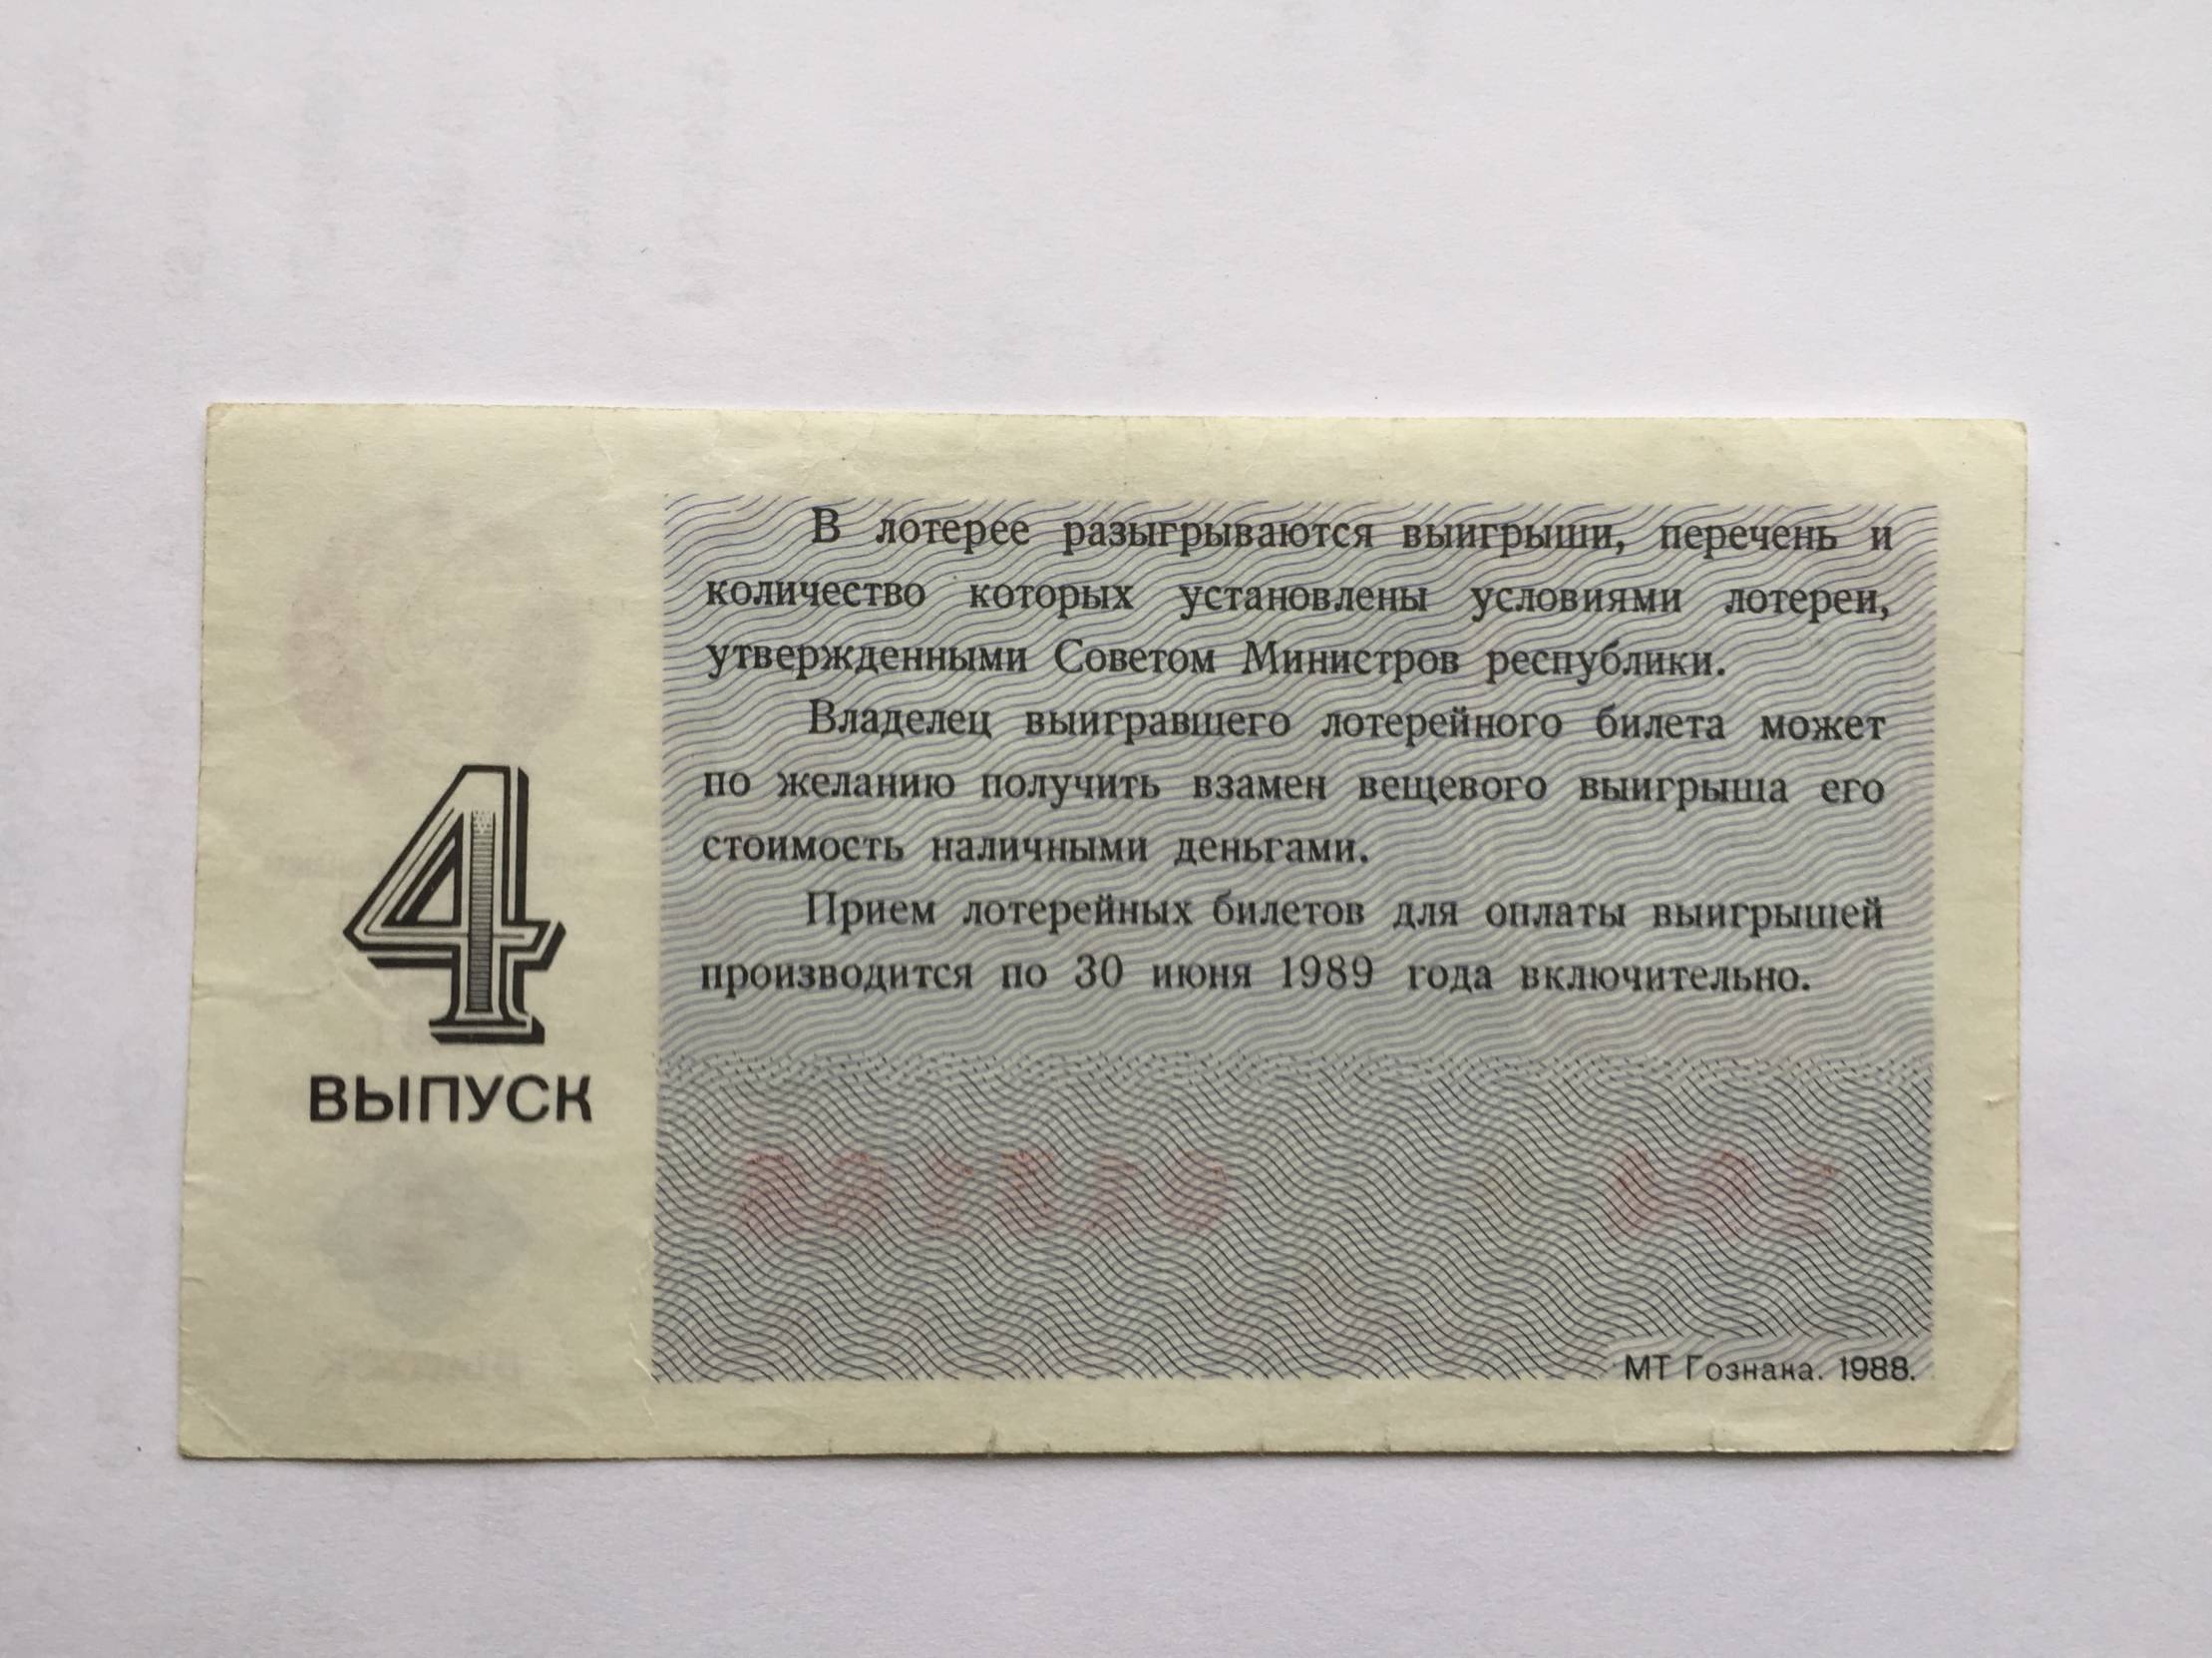 В лотерее разыгрываются выигрыши, перечень и
количество которых установлены условиями лотереи,
утвержденными Советом Министров республики.
Владелец выигравшего лотерейного билета может
по желанию получить взамен вещевого выигрыша его
стоимость наличными деньгами.
Прием лотерейных билетов для оплаты выигрышей
производится по 30 июня 1989 года включительно.
4
ВЫПУСК
МТ Гознака. 1988.